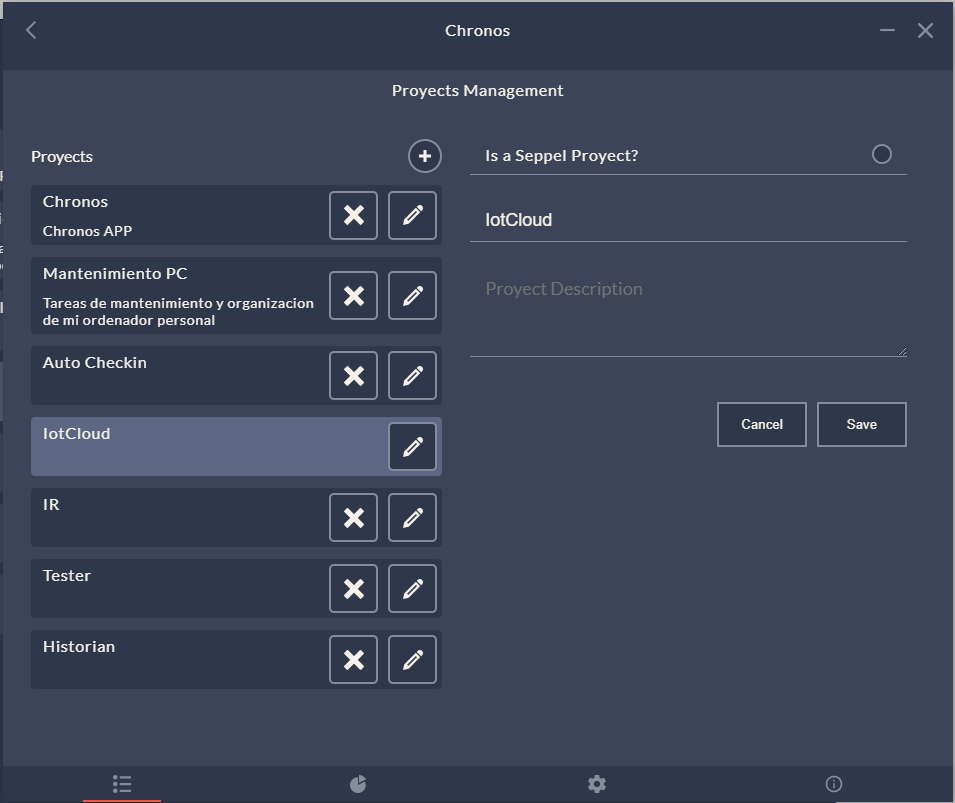 Chronos
Proyects Management
Proyects
Chronos
Chronos APP
Mantenimiento PC
Tareas de mantenimiento y organizacion
de mi ordenador personal
Auto Checkin
IotCloud
IR
Tester
Historian
Is a Seppel Proyect?
IotCloud
Proyect Description
Cancel
Save